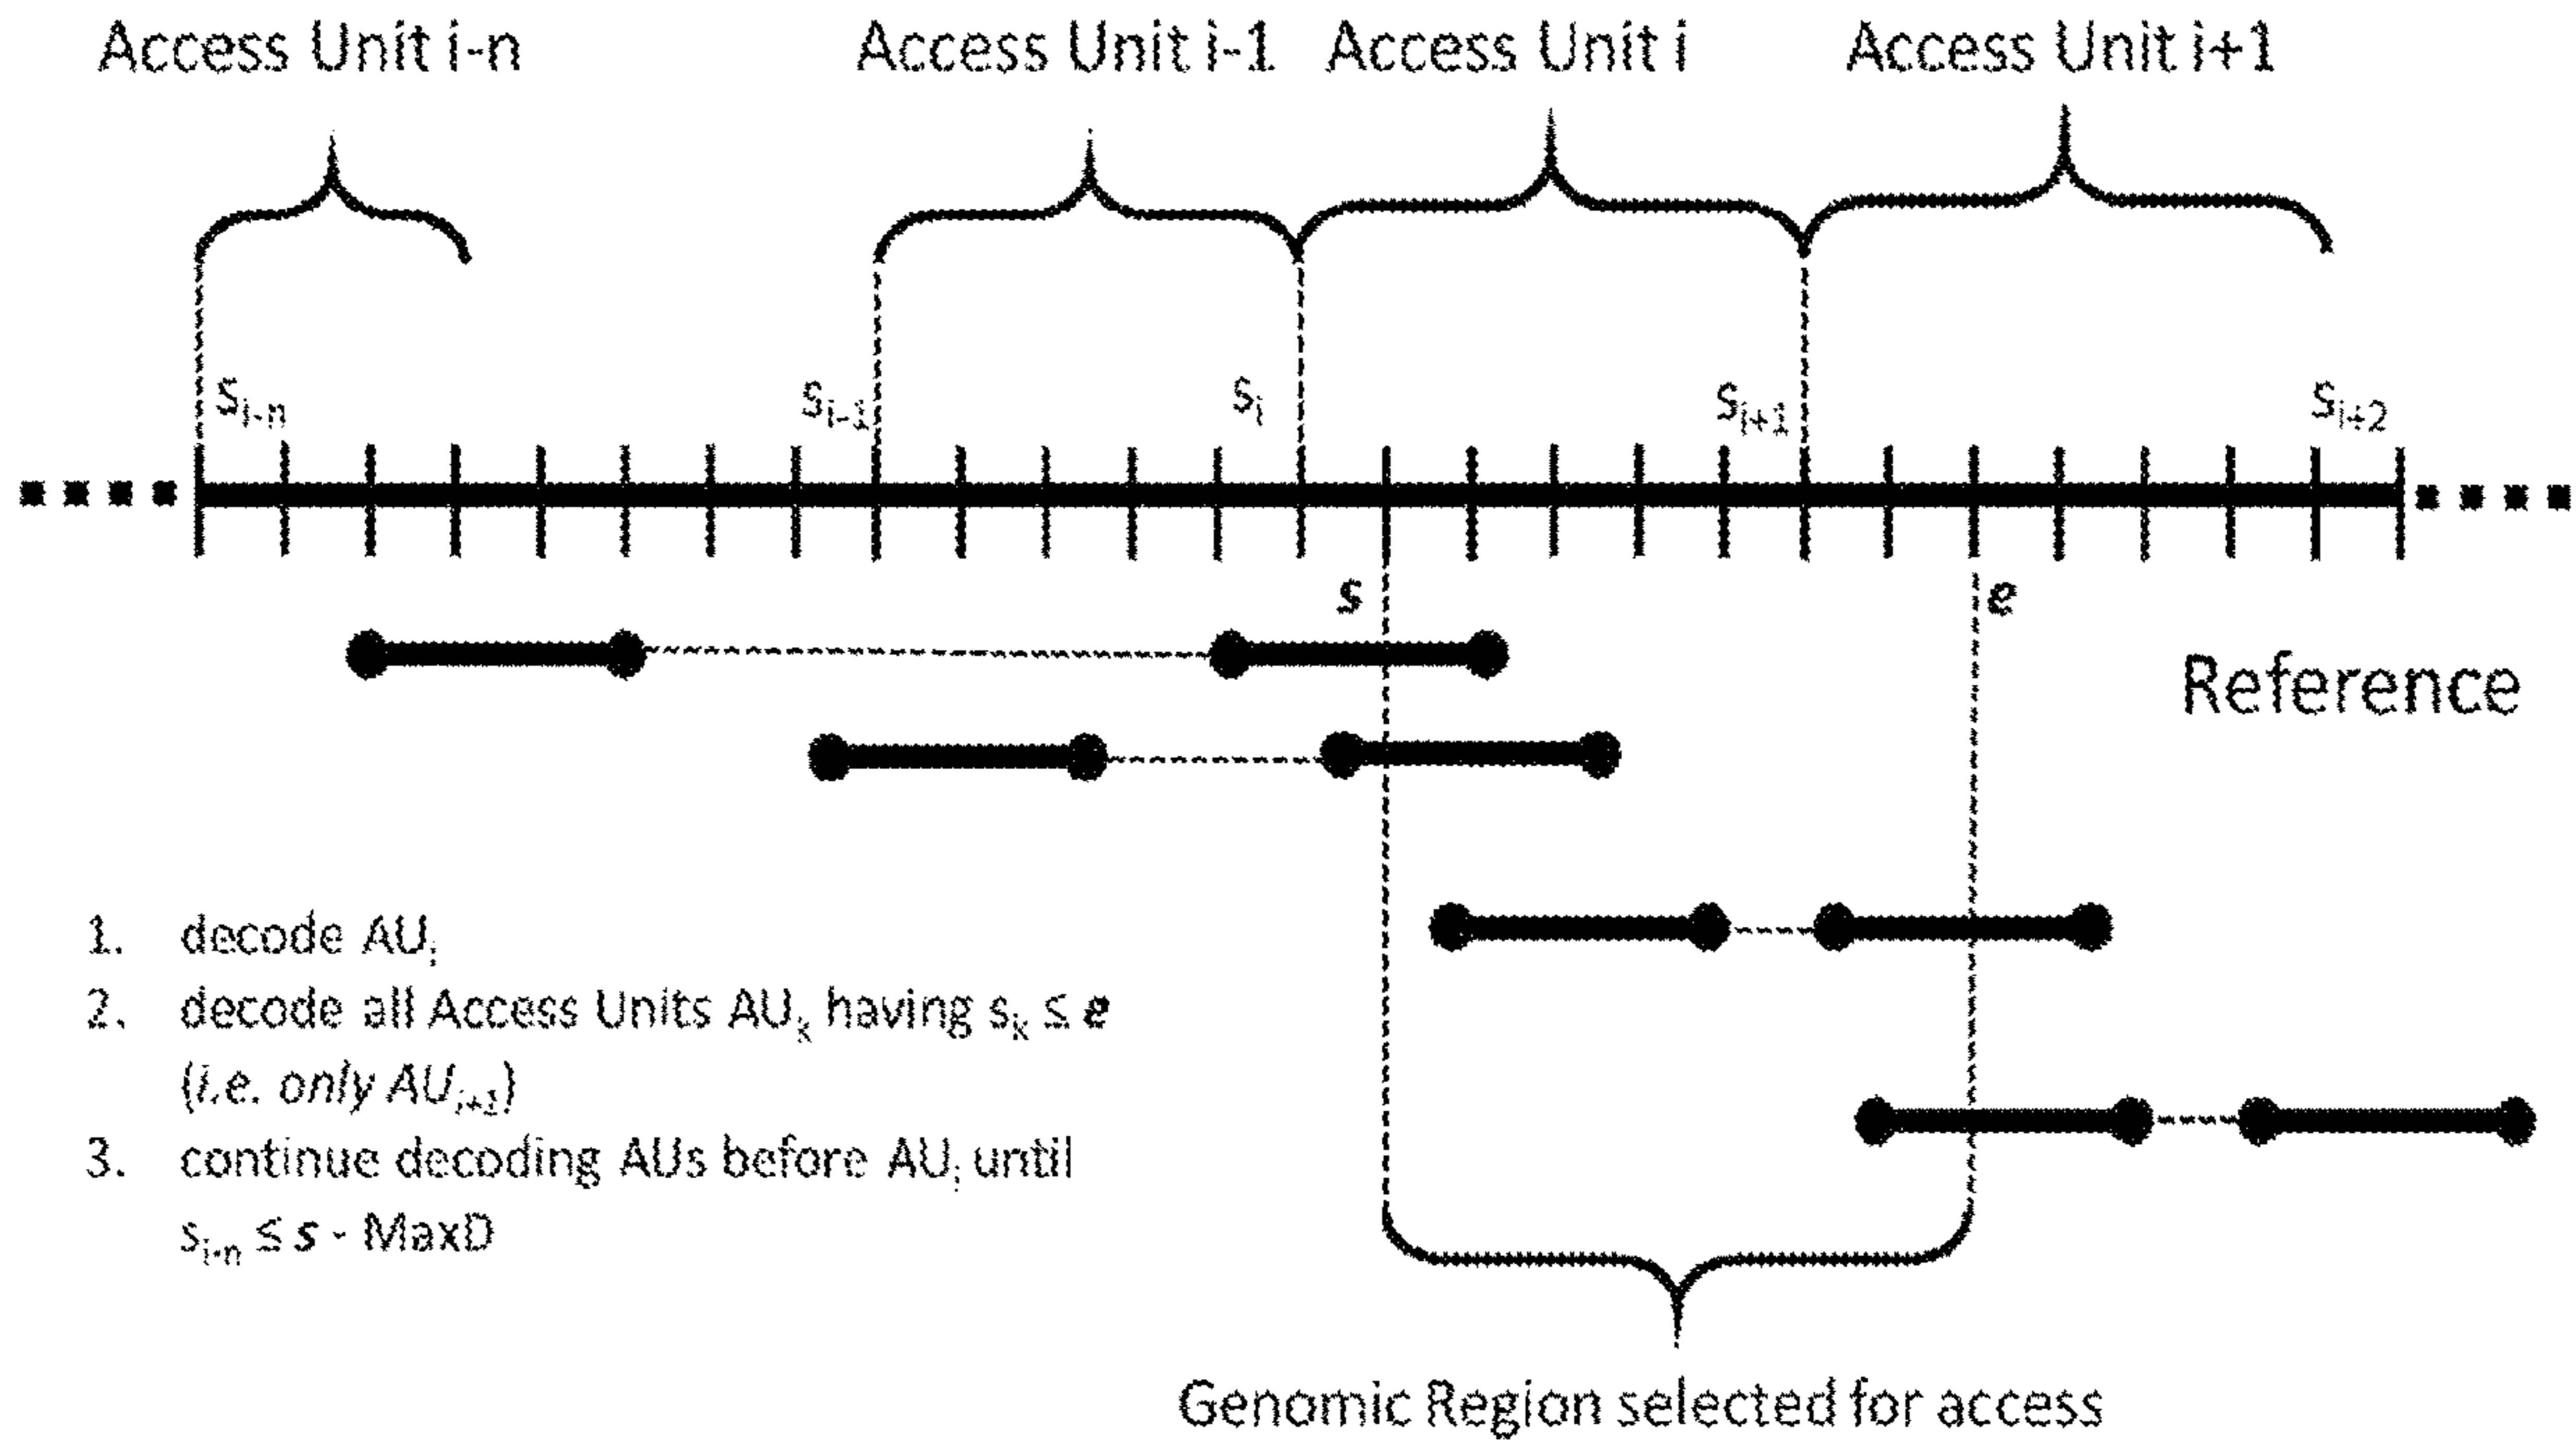 Access Unit i-n Access Unit i-1 Access Unit i Access Unit i+1
s_{i-n} s_{i-1} s_i s_{i+1} s_{i+2}
s e
Reference
1. decode AU_i
2. decode all Access Units AU_k having s_k ≤ e
(i.e. only AU_{i+1})
3. continue decoding AUs before AU_i until
s_{i-n} ≤ s - MaxD
Genomic Region selected for access